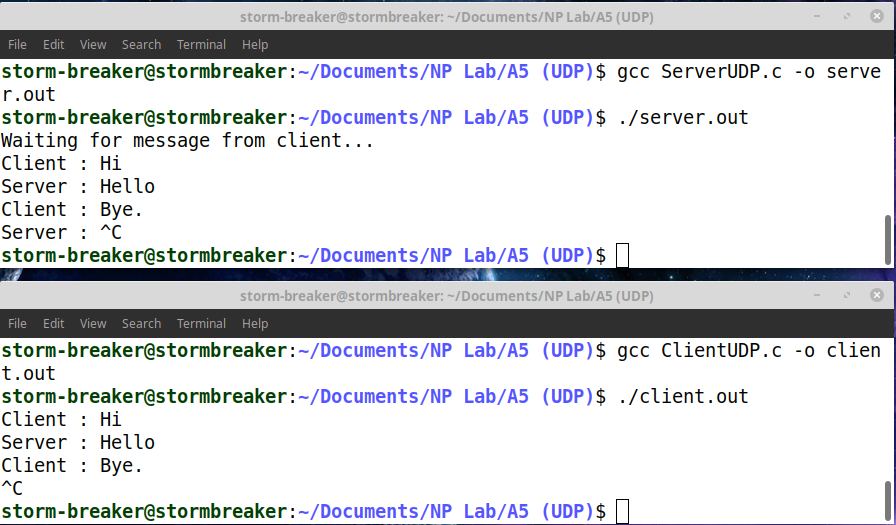 storm-breaker@stormbreaker: ~/Documents/NP Lab/A5 (UDP)
File Edit View Search Terminal Help
storm-breaker@stormbreaker:~/Documents/NP Lab/A5 (UDP)$ gcc ServerUDP.c -o serve
r.out
storm-breaker@stormbreaker:~/Documents/NP Lab/A5 (UDP)$ ./server.out
Waiting for message from client...
Client : Hi
Server : Hello
Client : Bye.
Server : ^C
storm-breaker@stormbreaker:~/Documents/NP Lab/A5 (UDP)$
storm-breaker@stormbreaker: ~/Documents/NP Lab/A5 (UDP)
File Edit View Search Terminal Help
storm-breaker@stormbreaker:~/Documents/NP Lab/A5 (UDP)$ gcc ClientUDP.c -o clien
t.out
storm-breaker@stormbreaker:~/Documents/NP Lab/A5 (UDP)$ ./client.out
Client : Hi
Server : Hello
Client : Bye.
^C
storm-breaker@stormbreaker:~/Documents/NP Lab/A5 (UDP)$